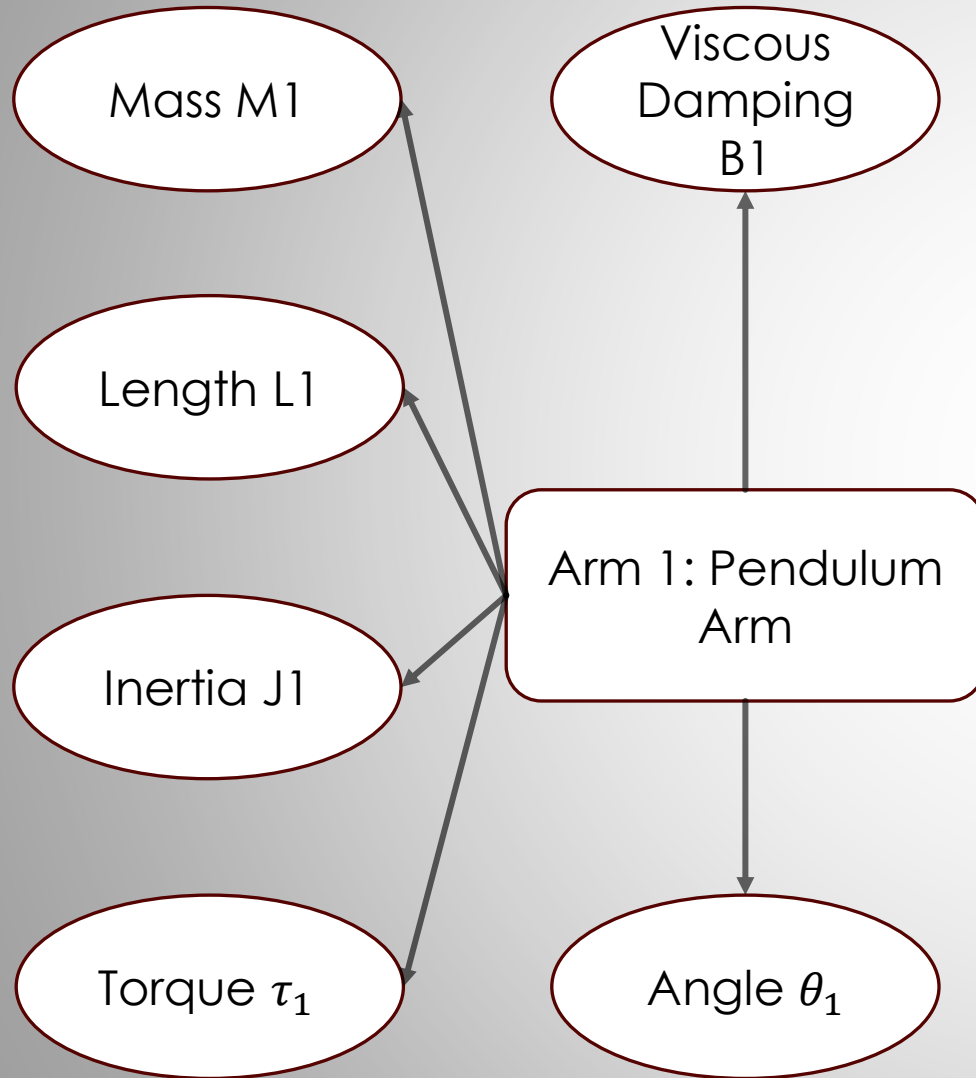 Mass M1
Viscous
Damping
B1
Length L1
Arm 1: Pendulum
Arm
Inertia J1
Torque 𝜏₁
Angle 𝜃₁